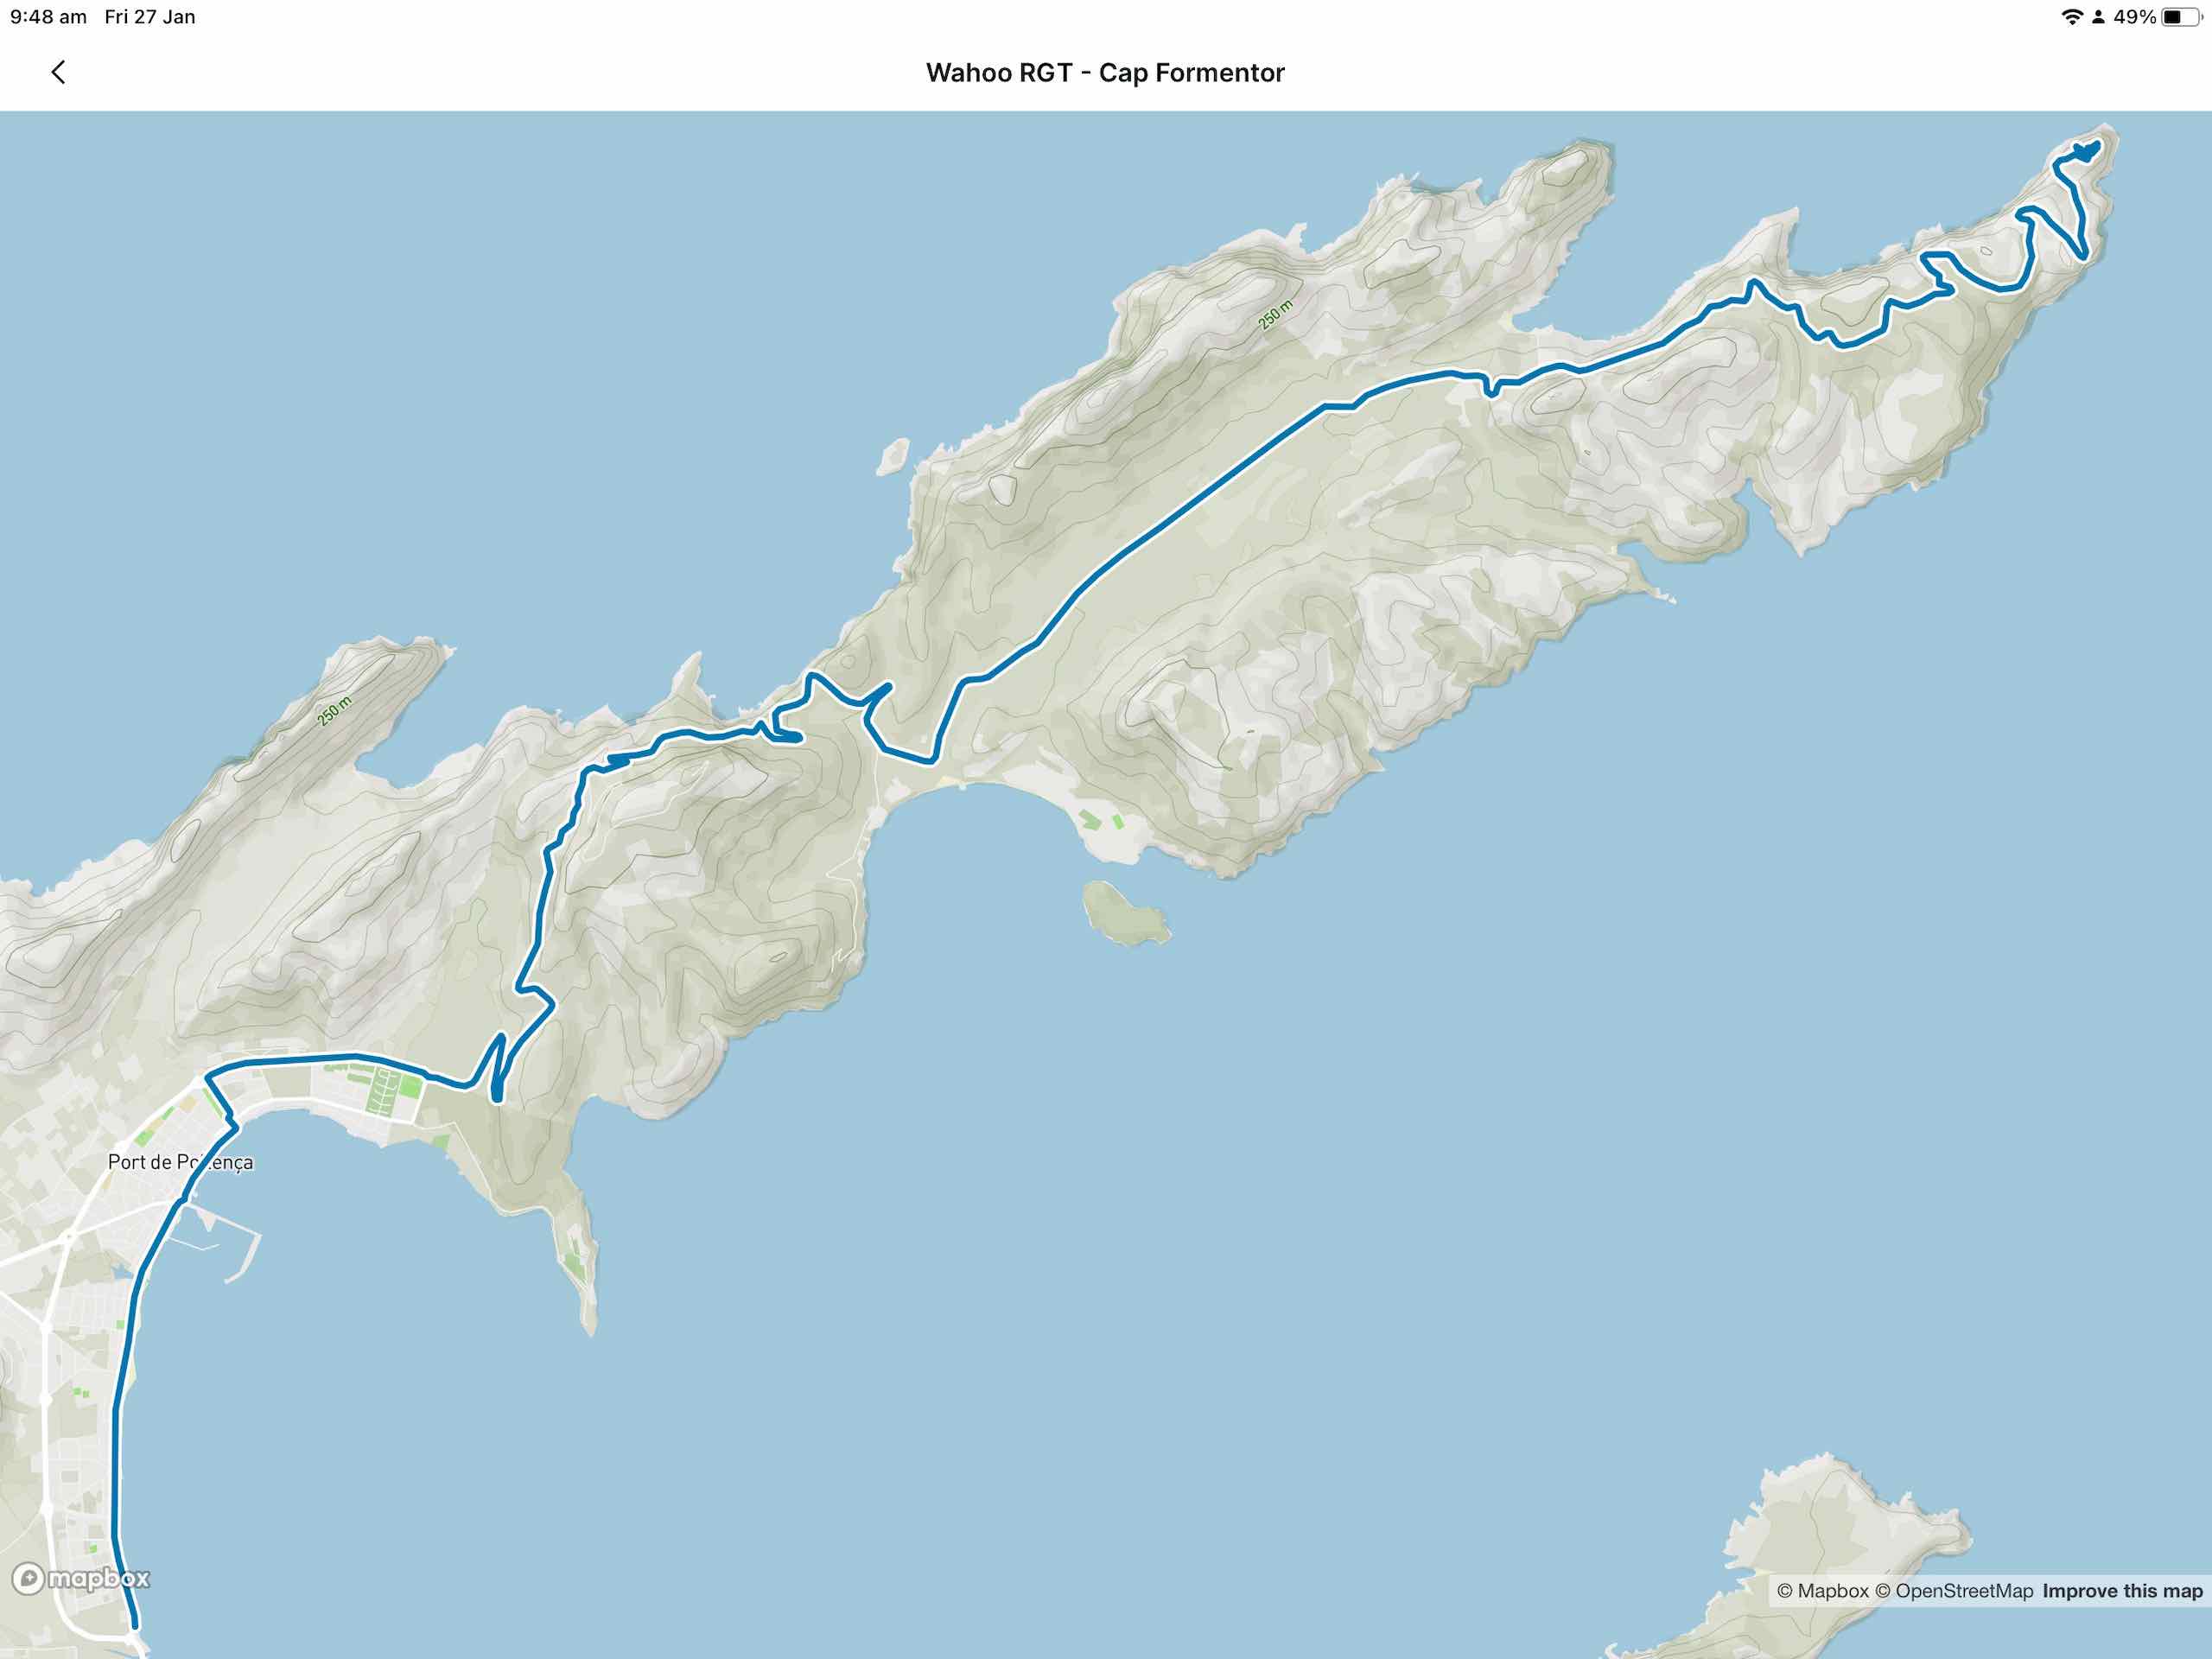 9:48 am Fri 27 Jan
49%
Wahoo RGT - Cap Formentor
250 m
250 m
Port de Pollença
mapbox
© Mapbox © OpenStreetMap Improve this map